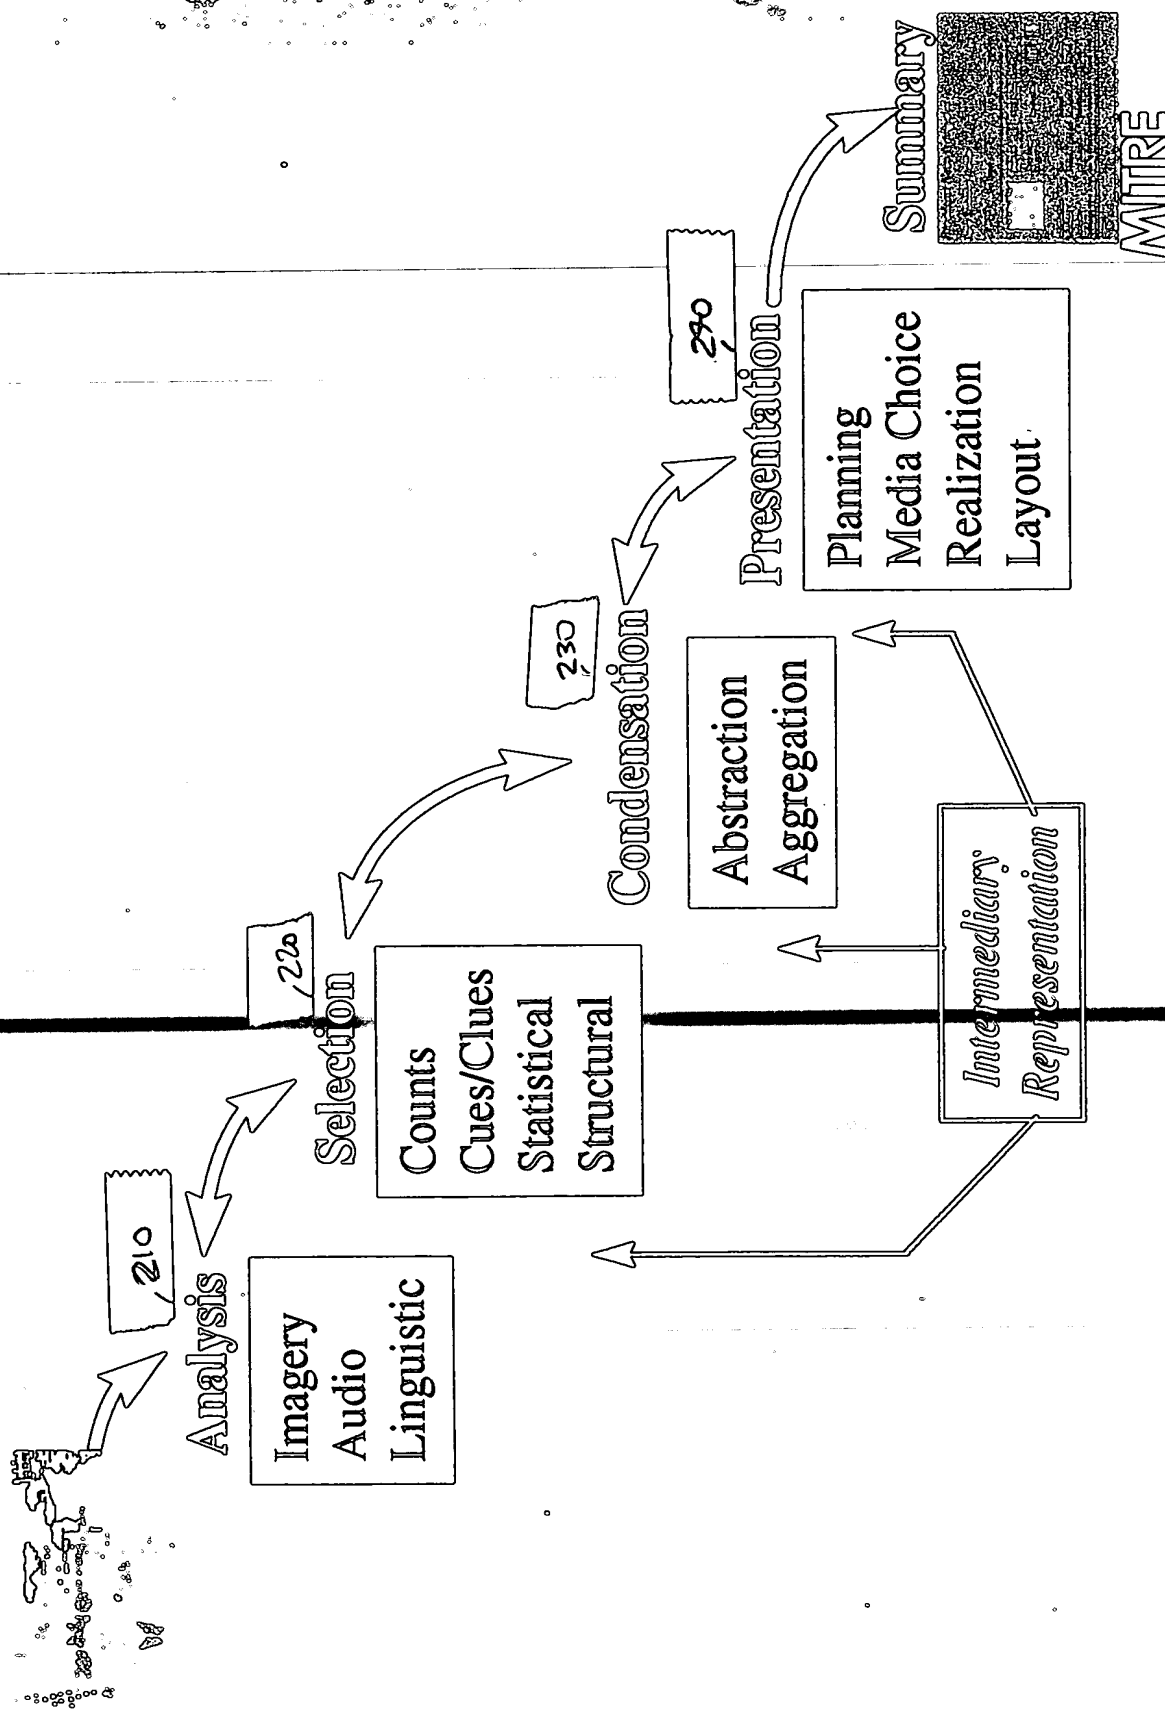 210
Analysis
Imagery
Audio
Linguistic
220
Selection
Counts
Cues/Clues
Statistical
Structural
230
Condensation
Abstraction
Aggregation
240
Presentation
Planning
Media Choice
Realization
Layout
Intermediary
Representation
Summary
MITRE